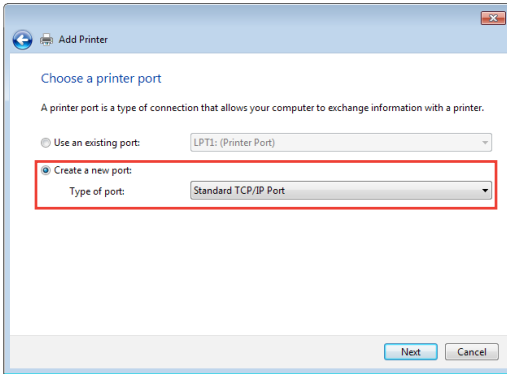 Add Printer
Choose a printer port
A printer port is a type of connection that allows your computer to exchange information with a printer.
Use an existing port: LPT1: (Printer Port)
Create a new port:
Type of port: Standard TCP/IP Port
Next Cancel